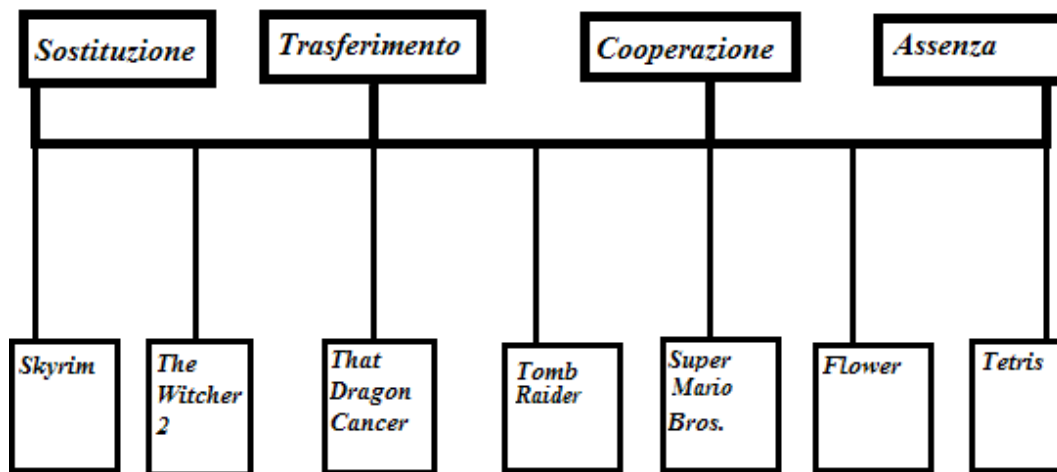 Sostituzione
Trasferimento
Cooperazione
Assenza
Skyrim
The
Witcher
2
That
Dragon
Cancer
Tomb
Raider
Super
Mario
Bros.
Flower
Tetris